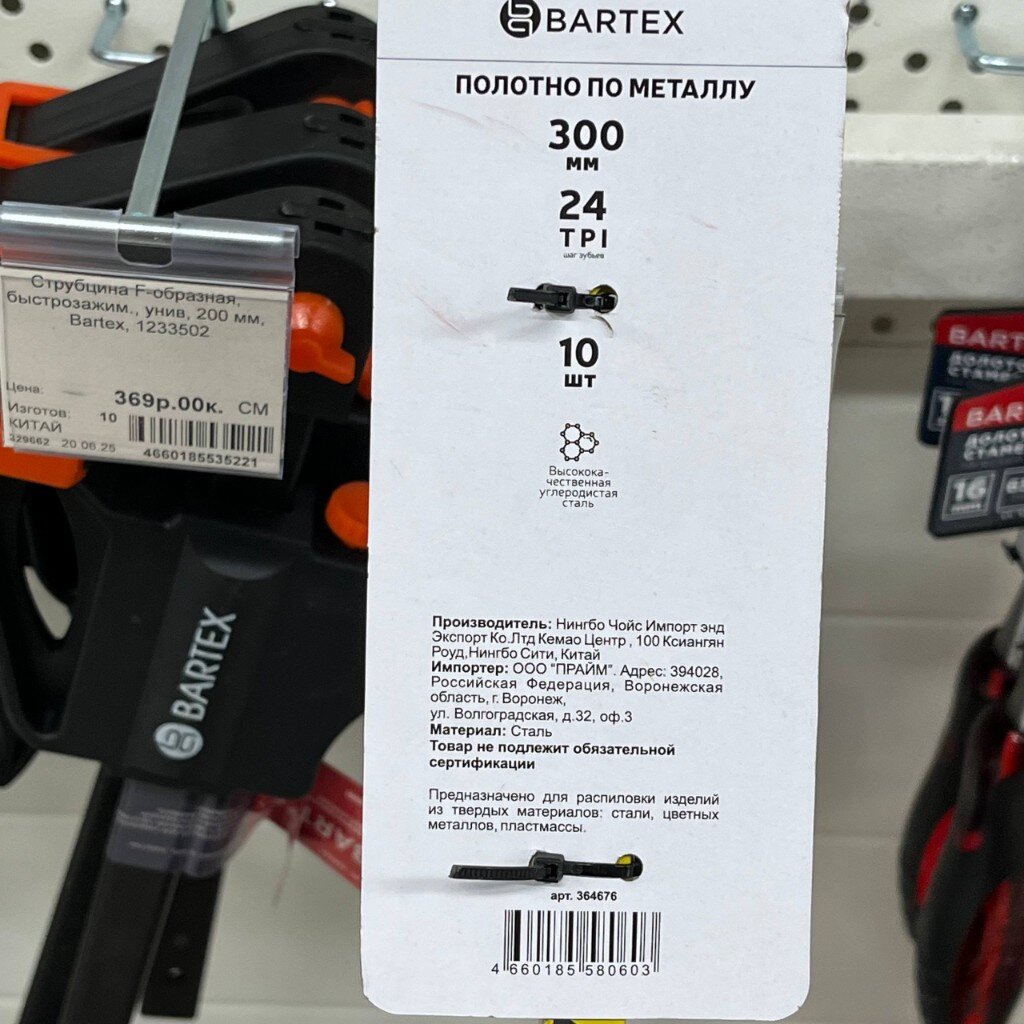 BARTEX
ПОЛОТНО ПО МЕТАЛЛУ
300
ММ
24
TPI
шаг зубьев
10
ШТ
Высокока-
чественная
углеродистая
сталь
Производитель: Нингбо Чойс Импорт энд
Экспорт Ко.Лтд Кемао Центр , 100 Ксиангян
Роуд,Нингбо Сити, Китай
Импортер: ООО "ПРАЙМ". Адрес: 394028,
Российская Федерация, Воронежская
область, г. Воронеж,
ул. Волгоградская, д.32, оф.3
Материал: Сталь
Товар не подлежит обязательной
сертификации
Предназначено для распиловки изделий
из твердых материалов: стали, цветных
металлов, пластмассы.
арт. 364676
4 660185 580603
Струбцина F-образная,
быстрозажим., унив, 200 мм,
Bartex, 1233502
Цена:
369р.00к. СМ
Изготов: 10
КИТАЙ
329662 20.06.25
4660185535221
BARTEX
BART
BART
BAR
16